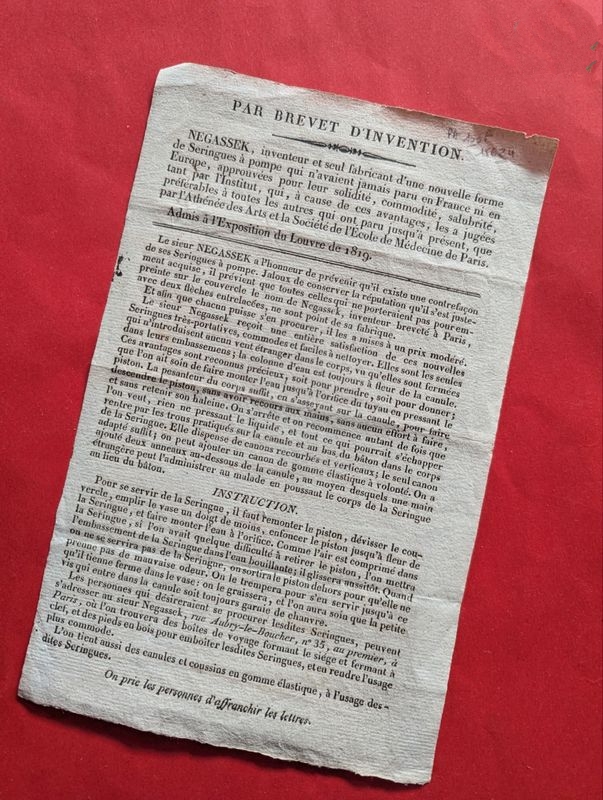 PAR BREVET D'INVENTION.
NEGASSEK, inventeur et seul fabricant d'une nouvelle forme
de Seringues à pompe qui n'avaient jamais paru en France ni en
Europe, approuvées pour leur solidité, commodité, salubrité,
tant par l'Institut, qui, à cause de ces avantages, les a jugées
préférables à toutes les autres qui ont paru jusqu'à présent, que
par l'Athénée des Arts et la Société de l'Ecole de Médecine de Paris.
Admis à l'Exposition du Louvre de 1819.
Le sieur NEGASSEK a l'honneur de prévenir qu'il existe une contrefaçon
de ses Seringues à pompe. Jaloux de conserver la réputation qu'il s'est juste-
ment acquise, il prévient que toutes celles qui ne porteraient pas pour em-
preinte sur le couvercle le nom de Negassek, inventeur breveté à Paris,
avec deux flèches entrelacées, ne sont point de sa fabrique.
Et afin que chacun puisse s'en procurer, il les a mises à un prix modéré.
Le sieur Negassek reçoit une entière satisfaction de ces nouvelles
Seringues très-portatives, commodes et faciles à nettoyer. Elles sont les seules
qui n'introduisent aucun vent étranger dans le corps, vu qu'elles sont fermées
dans leurs embassemens; la colonne d'eau est toujours à fleur de la canule.
Ces avantages sont reconnus précieux, soit pour prendre, soit pour donner;
que l'on ait soin de faire monter l'eau jusqu'à l'orifice du tuyau en pressant le
piston. La pesanteur du corps suffit, en s'asseyant sur la canule, pour faire
descendre le piston, sans avoir recours aux mains, sans aucun effort à faire,
et sans retenir son haleine. On s'arrête et on recommence autant de fois que
l'on veut, rien ne pressant le liquide, et tout ce qui pourrait s'échapper
rentre par les trous pratiqués sur la canule et au bas du bâton dans le corps
de la Seringue. Elle dispense de canons recourbés et verticaux; le seul canon
adapté suffit; on peut ajouter un canon de gomme élastique à volonté. On a
ajouté deux anneaux au-dessous de la canule, au moyen desquels une main
étrangère peut l'administrer au malade en poussant le corps de la Seringue
au lieu du bâton.
INSTRUCTION.
Pour se servir de la Seringue, il faut remonter le piston, dévisser le cou-
vercle, emplir le vase un doigt de moins, enfoncer le piston jusqu'à fleur de
la Seringue, et faire monter l'eau à l'orifice. Comme l'air est comprimé dans
la Seringue, si l'on avait quelque difficulté à retirer le piston, l'on mettra
l'embassement de la Seringue dans l'eau bouillante; il glissera aussitôt. Quand
on ne se servira pas de la Seringue, on sortira le piston dehors pour qu'elle ne
prenne pas de mauvaise odeur. On le trempera pour s'en servir jusqu'à ce
qu'il tienne ferme dans le vase: on le graissera, et l'on aura soin que la petite
vis qui entre dans la canule soit toujours garnie de chanvre.
Les personnes qui désireraient se procurer lesdites Seringues, peuvent
s'adresser au sieur Negassek, rue Aubry-le-Boucher, n° 35, au premier, à
Paris, où l'on trouvera des boîtes de voyage formant le siége et fermant à
clef, et des pieds en bois pour emboîter lesdites Seringues, et en rendre l'usage
plus commode.
L'on tient aussi des canules et coussins en gomme élastique, à l'usage des-
dites Seringues.
On prie les personnes d'affranchir les lettres.